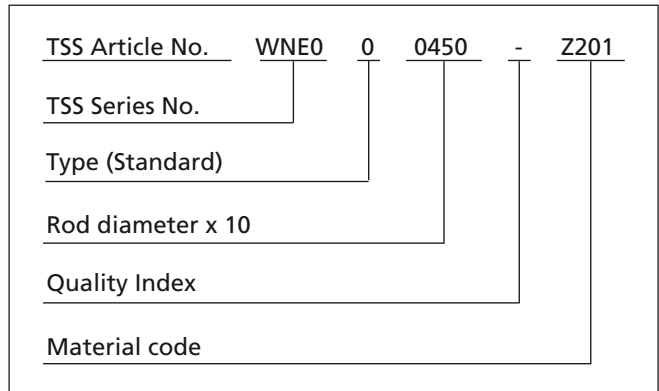 TSS Article No. WNE0 0 0450 - Z201
TSS Series No.
Type (Standard)
Rod diameter x 10
Quality Index
Material code